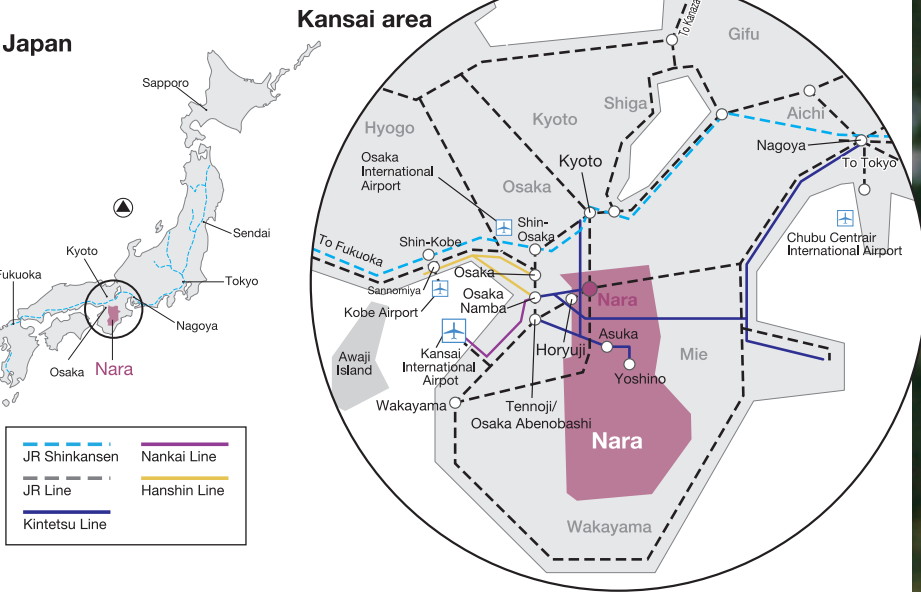 Japan
Sapporo
Sendai
Kyoto
Fukuoka
Tokyo
Nagoya
Osaka
Nara
JR Shinkansen
Nankai Line
JR Line
Hanshin Line
Kintetsu Line
Kansai area
To Kanaza
Gifu
Shiga
Aichi
Kyoto
Hyogo
Nagoya
Osaka
International
Airport
Kyoto
To Tokyo
Osaka
Shin-
Osaka
Chubu Centrair
International Airport
Shin-Kobe
To Fukuoka
Osaka
Sannomiya
Kobe Airport
Osaka
Namba
Nara
Asuka
Horyuji
Mie
Kansai
International
Airpot
Awaji
Island
Yoshino
Wakayama
Tennoji/
Osaka Abenobashi
Nara
Wakayama